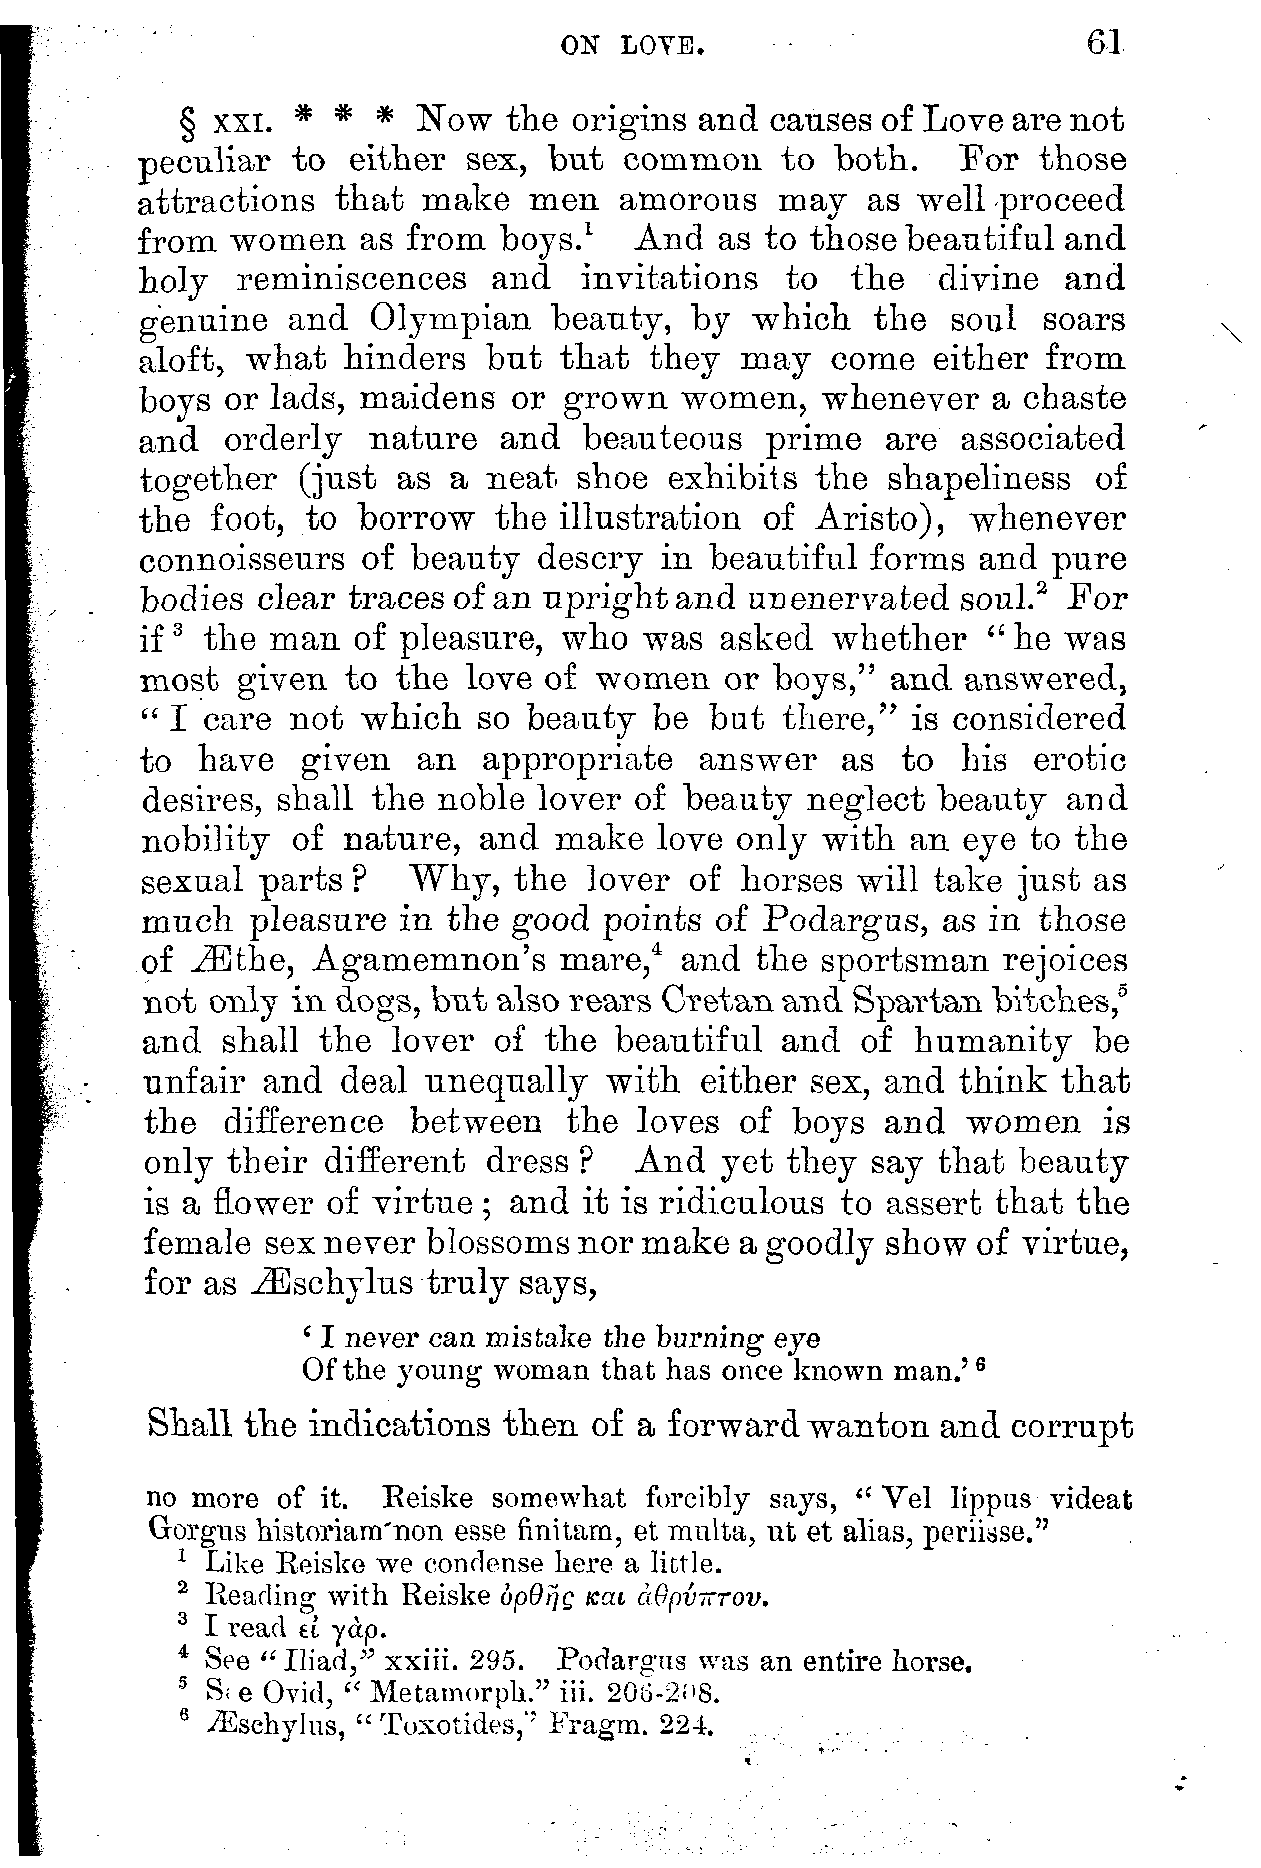 ON LOVE. 61
§ XXI. * * * Now the origins and causes of Love are not
peculiar to either sex, but common to both. For those
attractions that make men amorous may as well proceed
from women as from boys.¹ And as to those beautiful and
holy reminiscences and invitations to the divine and
genuine and Olympian beauty, by which the soul soars
aloft, what hinders but that they may come either from
boys or lads, maidens or grown women, whenever a chaste
and orderly nature and beauteous prime are associated
together (just as a neat shoe exhibits the shapeliness of
the foot, to borrow the illustration of Aristo), whenever
connoisseurs of beauty descry in beautiful forms and pure
bodies clear traces of an upright and unenervated soul.² For
if ³ the man of pleasure, who was asked whether “ he was
most given to the love of women or boys,” and answered,
“ I care not which so beauty be but there,” is considered
to have given an appropriate answer as to his erotic
desires, shall the noble lover of beauty neglect beauty and
nobility of nature, and make love only with an eye to the
sexual parts ? Why, the lover of horses will take just as
much pleasure in the good points of Podargus, as in those
of Æthe, Agamemnon’s mare,⁴ and the sportsman rejoices
not only in dogs, but also rears Cretan and Spartan bitches,⁵
and shall the lover of the beautiful and of humanity be
unfair and deal unequally with either sex, and think that
the difference between the loves of boys and women is
only their different dress ? And yet they say that beauty
is a flower of virtue ; and it is ridiculous to assert that the
female sex never blossoms nor make a goodly show of virtue,
for as Æschylus truly says,
‘ I never can mistake the burning eye
Of the young woman that has once known man.’ ⁶
Shall the indications then of a forward wanton and corrupt
no more of it. Reiske somewhat forcibly says, “ Vel lippus videat
Gorgus historiam non esse finitam, et multa, ut et alias, periisse.”
¹ Like Reiske we condense here a little.
² Reading with Reiske ὀρθῆς και ἀθρύπτου.
³ I read εἰ γὰρ.
⁴ See “ Iliad,” xxiii. 295. Podargus was an entire horse.
⁵ See Ovid, “ Metamorph.” iii. 206-208.
⁶ Æschylus, “ Toxotides,” Fragm. 224.